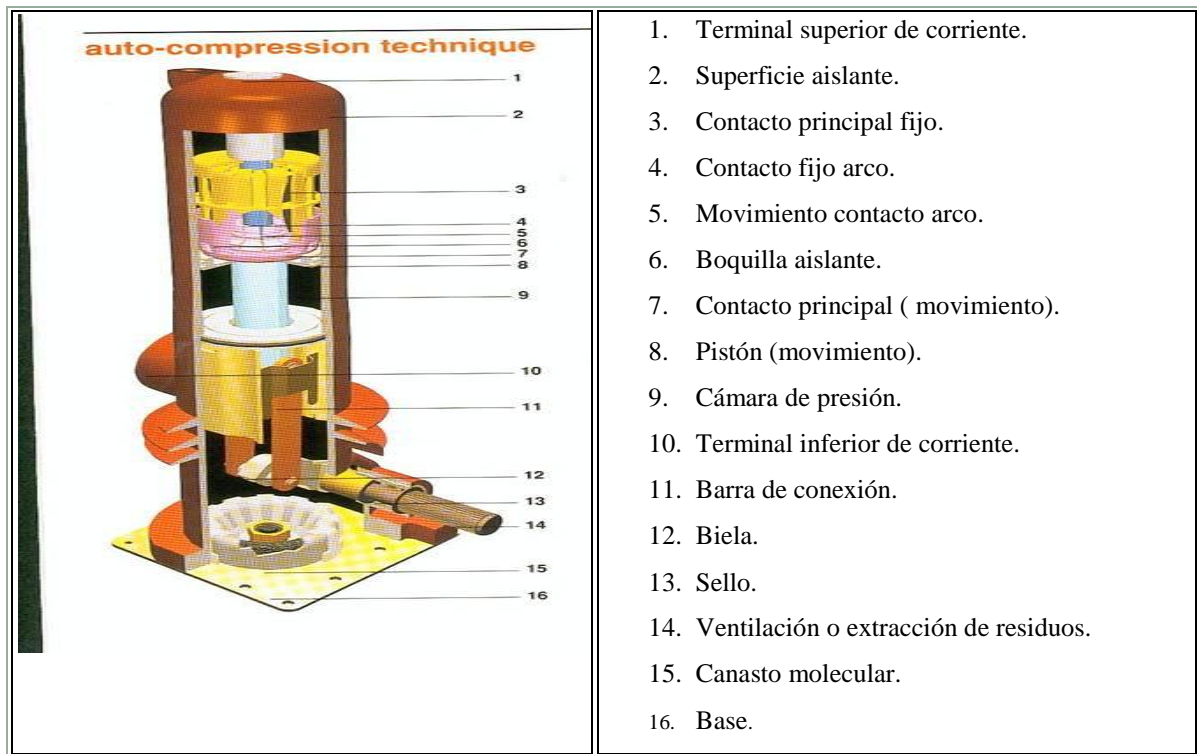 auto-compression technique
1
2
3
4
5
6
7
8
9
10
11
12
13
14
15
16
1. Terminal superior de corriente.
2. Superficie aislante.
3. Contacto principal fijo.
4. Contacto fijo arco.
5. Movimiento contacto arco.
6. Boquilla aislante.
7. Contacto principal ( movimiento).
8. Pistón (movimiento).
9. Cámara de presión.
10. Terminal inferior de corriente.
11. Barra de conexión.
12. Biela.
13. Sello.
14. Ventilación o extracción de residuos.
15. Canasto molecular.
16. Base.